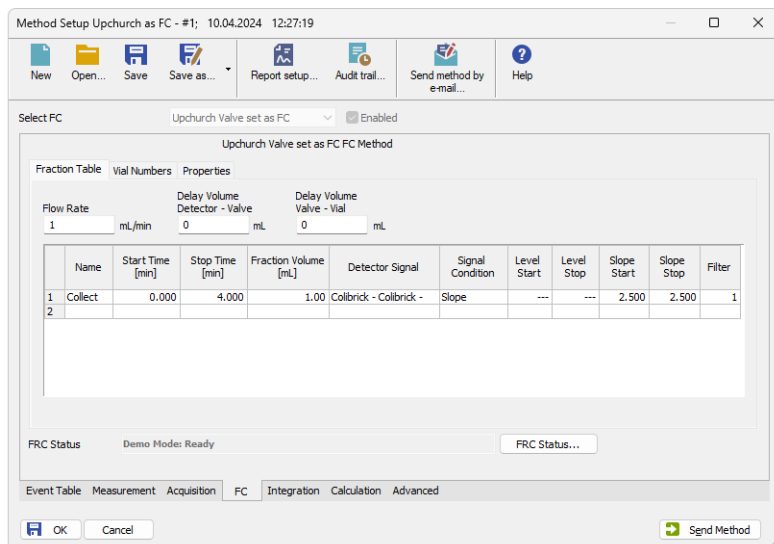 Method Setup Upchurch as FC - #1; 10.04.2024 12:27:19
New Open... Save Save as... Report setup... Audit trail... Send method by e-mail... Help
Select FC Upchurch Valve set as FC Enabled
Upchurch Valve set as FC FC Method
Fraction Table Vial Numbers Properties
Flow Rate Delay Volume Detector - Valve Delay Volume Valve - Vial
1 mL/min 0 mL 0 mL
Name Start Time [min] Stop Time [min] Fraction Volume [mL] Detector Signal Signal Condition Level Start Level Stop Slope Start Slope Stop Filter
1 Collect 0.000 4.000 1.00 Colibrick - Colibrick - Slope --- --- 2.500 2.500 1
2
FRC Status Demo Mode: Ready FRC Status...
Event Table Measurement Acquisition FC Integration Calculation Advanced
OK Cancel Send Method